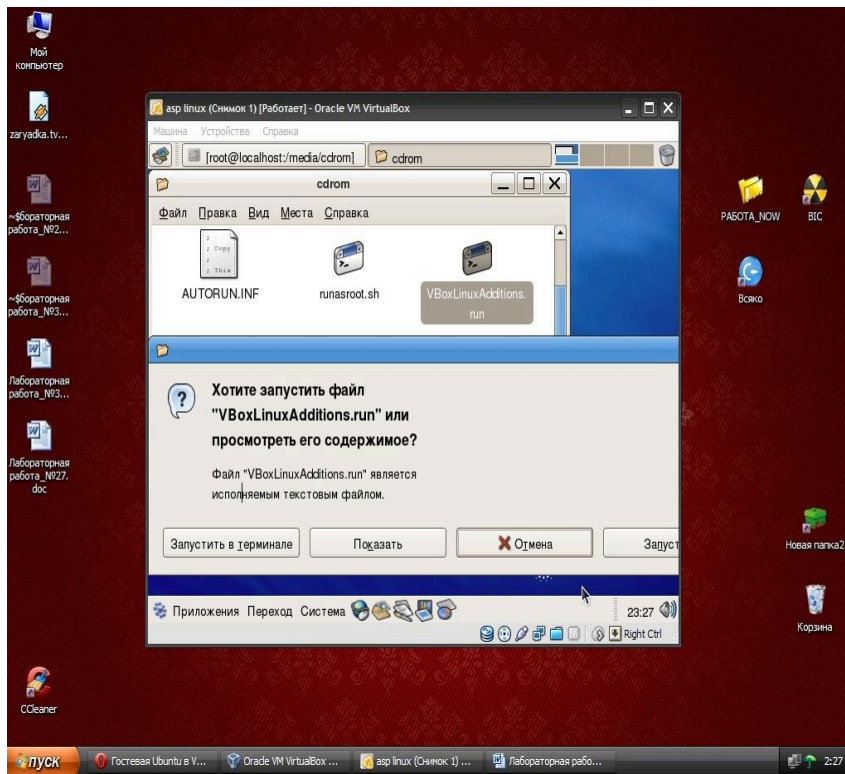 Мой
компьютер
zaryadka.tv...
~$бораторная
работа_№2...
~$бораторная
работа_№3...
Лабораторная
работа_№3...
Лабораторная
работа_№27.
doc
CCleaner
asp linux (Снимок 1) [Работает] - Oracle VM VirtualBox
Машина Устройства Справка
[root@localhost:/media/cdrom] cdrom
cdrom
Файл Правка Вид Места Справка
; Copy
; This
AUTORUN.INF
runasroot.sh
VBoxLinuxAdditions.
run
Хотите запустить файл
"VBoxLinuxAdditions.run" или
просмотреть его содержимое?
Файл "VBoxLinuxAdditions.run" является
исполняемым текстовым файлом.
Запустить в терминале Показать Отмена Запуст
Приложения Переход Система 23:27
Right Ctrl
РАБОТА_NOW
BIC
Всяко
Новая папка2
Корзина
пуск Гостевая Ubuntu в V... Oracle VM VirtualBox ... asp linux (Снимок 1) ... Лабораторная рабо... 2:27